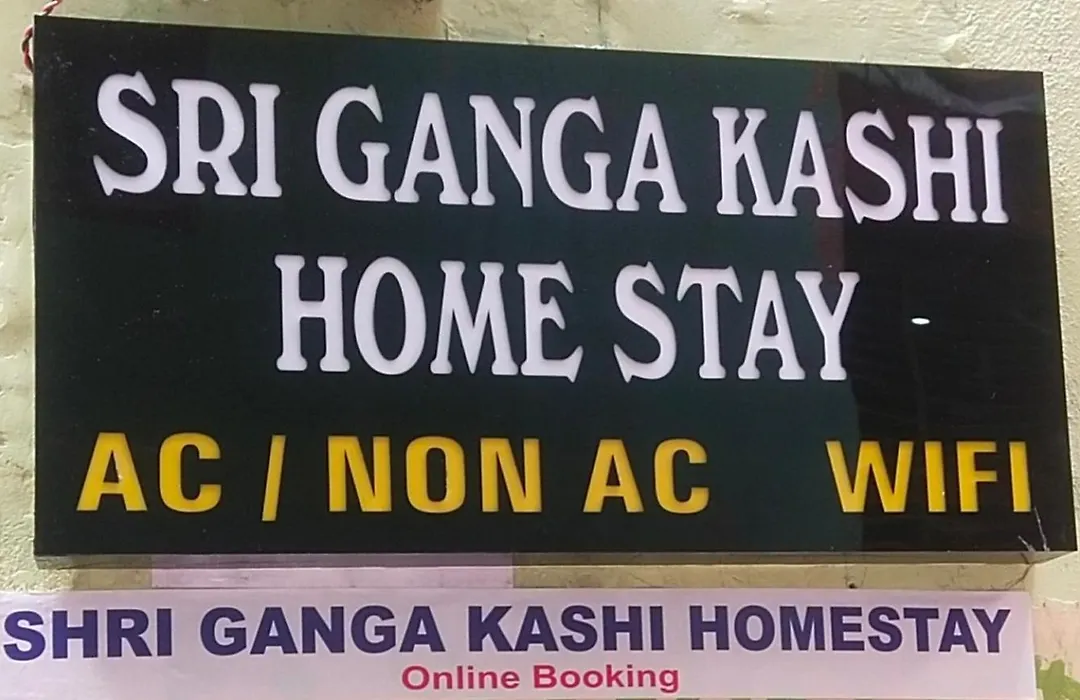 SRI GANGA KASHI
HOME STAY
AC / NON AC WIFI
SHRI GANGA KASHI HOMESTAY
Online Booking